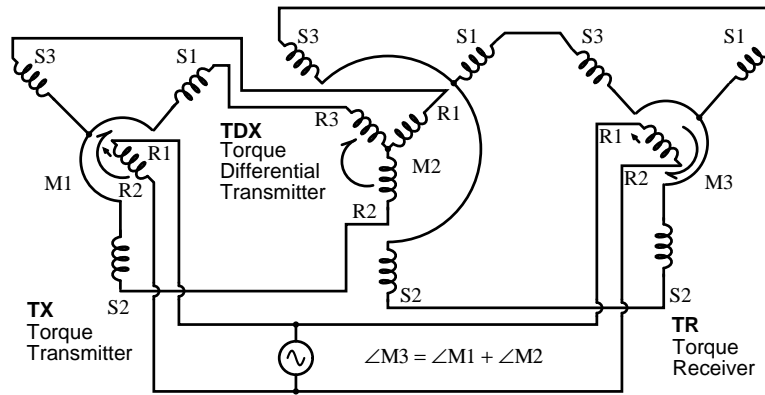 S3
S1
R1
R2
M1
S2
TX
Torque
Transmitter
TDX
Torque
Differential
Transmitter
S3
S1
R3
R1
M2
R2
S2
∠M3 = ∠M1 + ∠M2
S3
S1
R1
R2
M3
S2
TR
Torque
Receiver